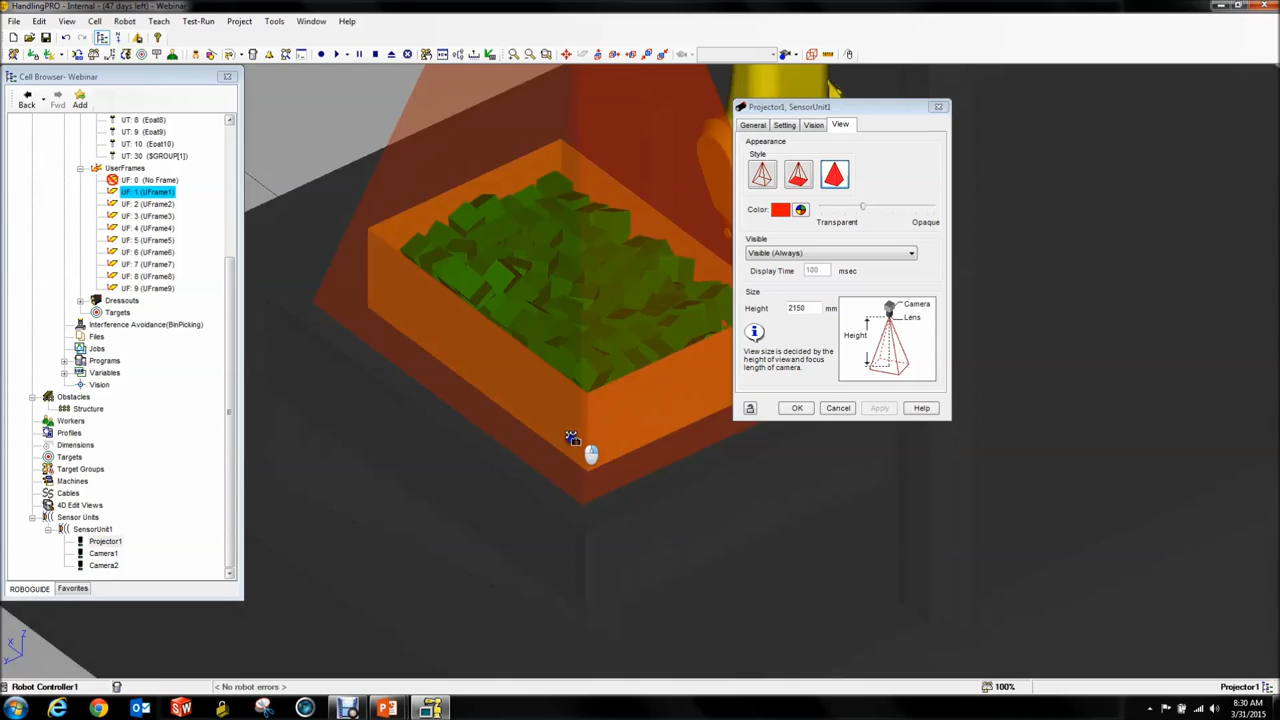 HandlingPRO - Internal - (47 days left) - Webinar
File Edit View Cell Robot Teach Test-Run Project Tools Window Help
Cell Browser- Webinar
Back Fwd Add
UT: 8 (Eoat8)
UT: 9 (Eoat9)
UT: 10 (Eoat10)
UT: 30 ($GROUP[1])
UserFrames
UF: 0 (No Frame)
UF: 1 (UFrame1)
UF: 2 (UFrame2)
UF: 3 (UFrame3)
UF: 4 (UFrame4)
UF: 5 (UFrame5)
UF: 6 (UFrame6)
UF: 7 (UFrame7)
UF: 8 (UFrame8)
UF: 9 (UFrame9)
Dressouts
Targets
Interference Avoidance(BinPicking)
Files
Jobs
Programs
Variables
Vision
Obstacles
Structure
Workers
Profiles
Dimensions
Targets
Target Groups
Machines
Cables
4D Edit Views
Sensor Units
SensorUnit1
Projector1
Camera1
Camera2
ROBOGUIDE Favorites
Projector1, SensorUnit1
General Setting Vision View
Appearance
Style
Color:
Transparent Opaque
Visible
Visible (Always)
Display Time 100 msec
Size
Height 2150 mm
Camera
Lens
Height
View size is decided by the
height of viewand focus
length of camera.
OK Cancel Apply Help
Z
X
Y
Robot Controller1 < No robot errors > 100% Projector1
8:30 AM
3/31/2015